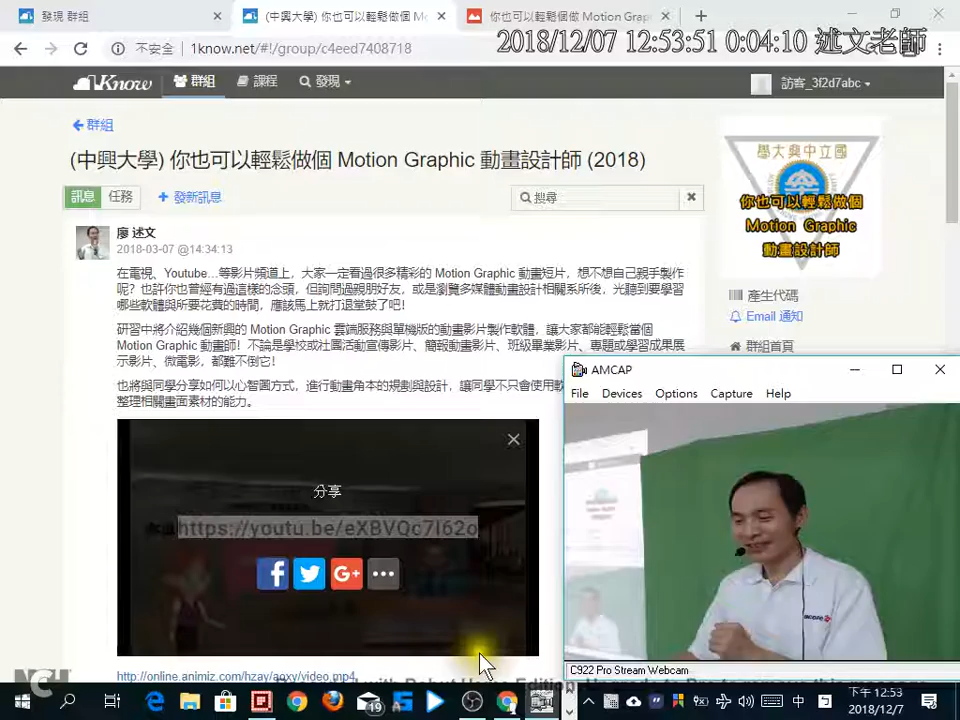 發現 群組
(中興大學) 你也可以輕鬆個 M
你也可以輕鬆個做 Motion Grap
不安全 1know.net/#!/group/c4eed7408718
2018/12/07 12:53:51 0:04:10 述文老師
1Know 群組 課程 發現 訪客_3f2d7abc
群組
(中興大學) 你也可以輕鬆做個 Motion Graphic 動畫設計師 (2018)
訊息 任務 + 發新訊息 搜尋
國立中興大學
你也可以輕鬆做個
Motion Graphic
動畫設計師
廖 述文
2018-03-07 @14:34:13
在電視、Youtube...等影片頻道上，大家一定看過很多精彩的 Motion Graphic 動畫短片，想不想自己親手製作
呢？也許你也曾經有過這樣的念頭，但詢問過親朋好友，或是瀏覽多媒體動畫設計相關系所後，光聽到要學習
哪些軟體與所要花費的時間，應該馬上就打退堂鼓了吧!
研習中將介紹幾個新興的 Motion Graphic 雲端服務與單機版的動畫影片製作軟體，讓大家都能輕鬆當個
Motion Graphic 動畫師! 不論是學校或社團活動宣傳影片、簡報動畫影片、班級畢業影片、專題或學習成果展
示影片、微電影，都難不倒它!
也將與同學分享如何以心智圖方式，進行動畫角本的規劃與設計，讓同學不只會使用軟
整理相關畫面素材的能力。
產生代碼
Email 通知
群組首頁
分享
https://youtu.be/eXBVQc7I62o
http://online.animiz.com/hzay/aoxy/video.mp4
AMCAP
File Devices Options Capture Help
C922 Pro Stream Webcam
NCH
19
中
下午 12:53
2018/12/7